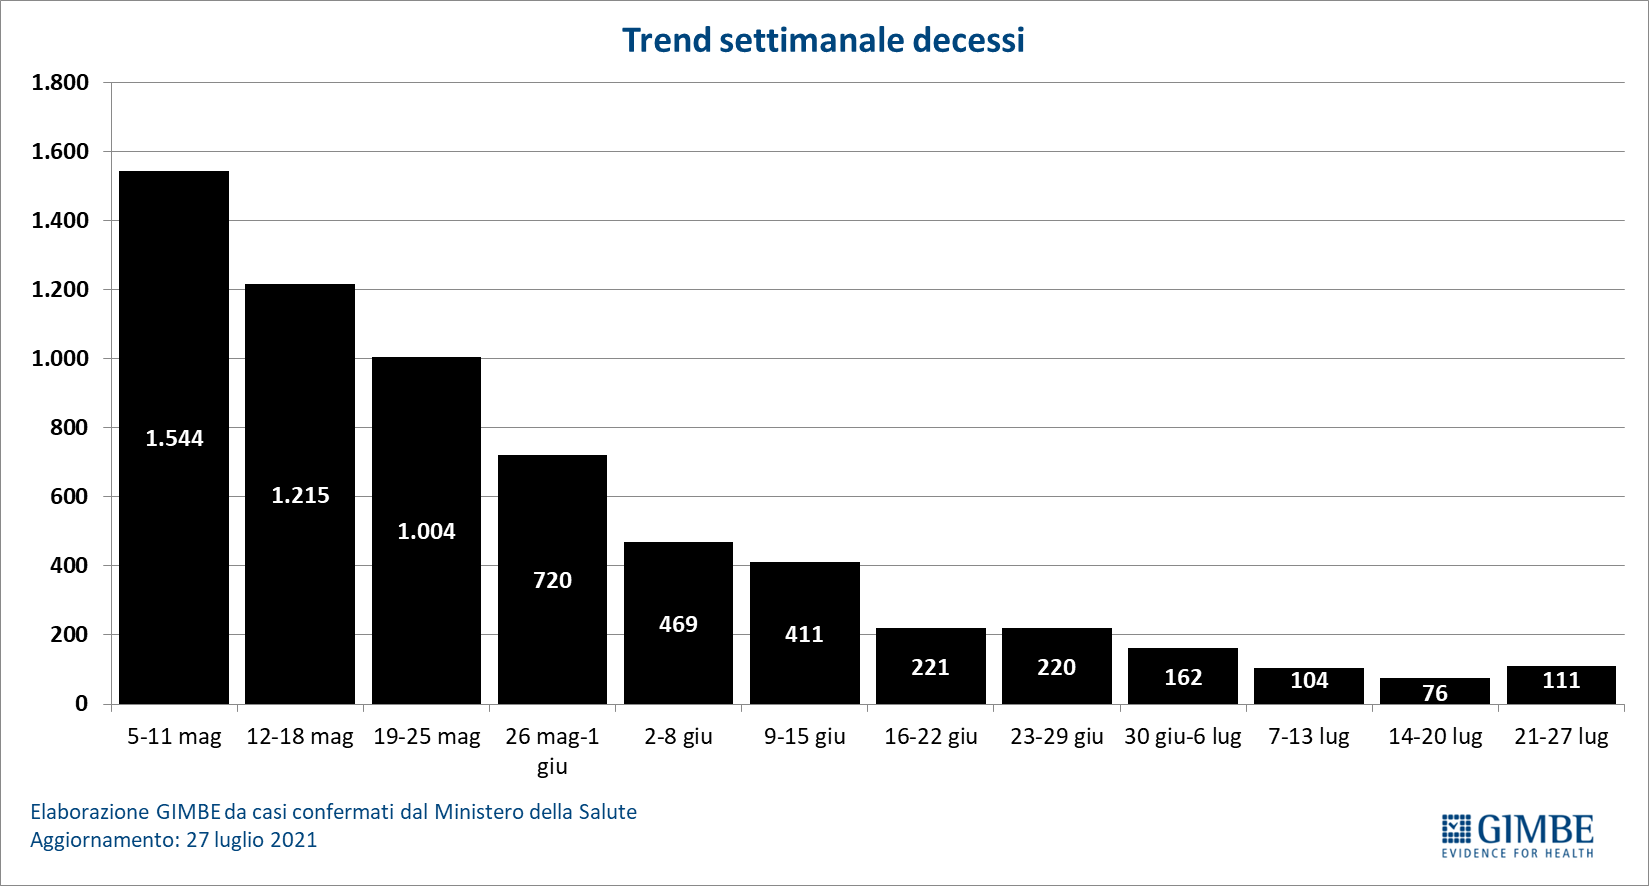 Trend settimanale decessi
1.800
1.600
1.400
1.200
1.000
800
600
400
200
0
1.544
1.215
1.004
720
469
411
221
220
162
104
76
111
5-11 mag
12-18 mag
19-25 mag
26 mag-1
giu
2-8 giu
9-15 giu
16-22 giu
23-29 giu
30 giu-6 lug
7-13 lug
14-20 lug
21-27 lug
Elaborazione GIMBE da casi confermati dal Ministero della Salute
Aggiornamento: 27 luglio 2021
GIMBE
EVIDENCE FOR HEALTH